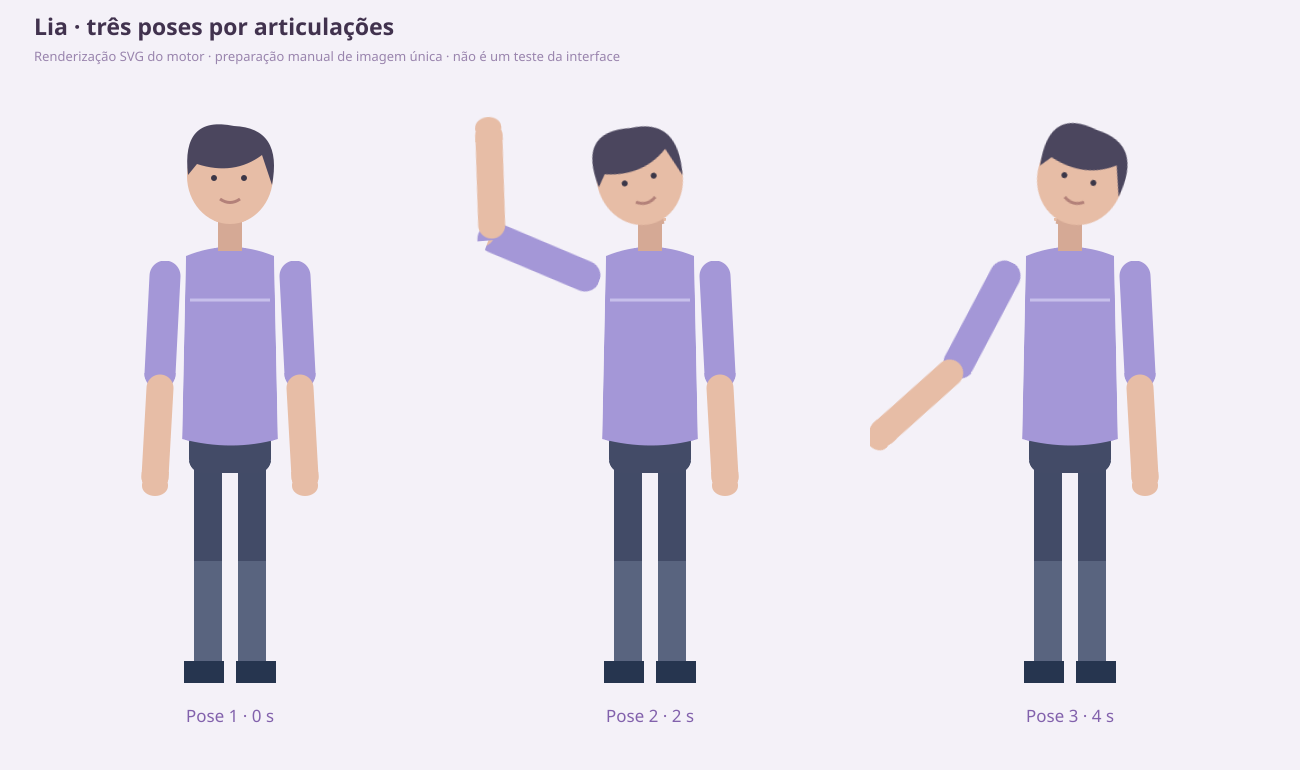 Lia · três poses por articulações
Renderização SVG do motor · preparação manual de imagem única · não é um teste da interface
Pose 1 · 0 s
Pose 2 · 2 s
Pose 3 · 4 s